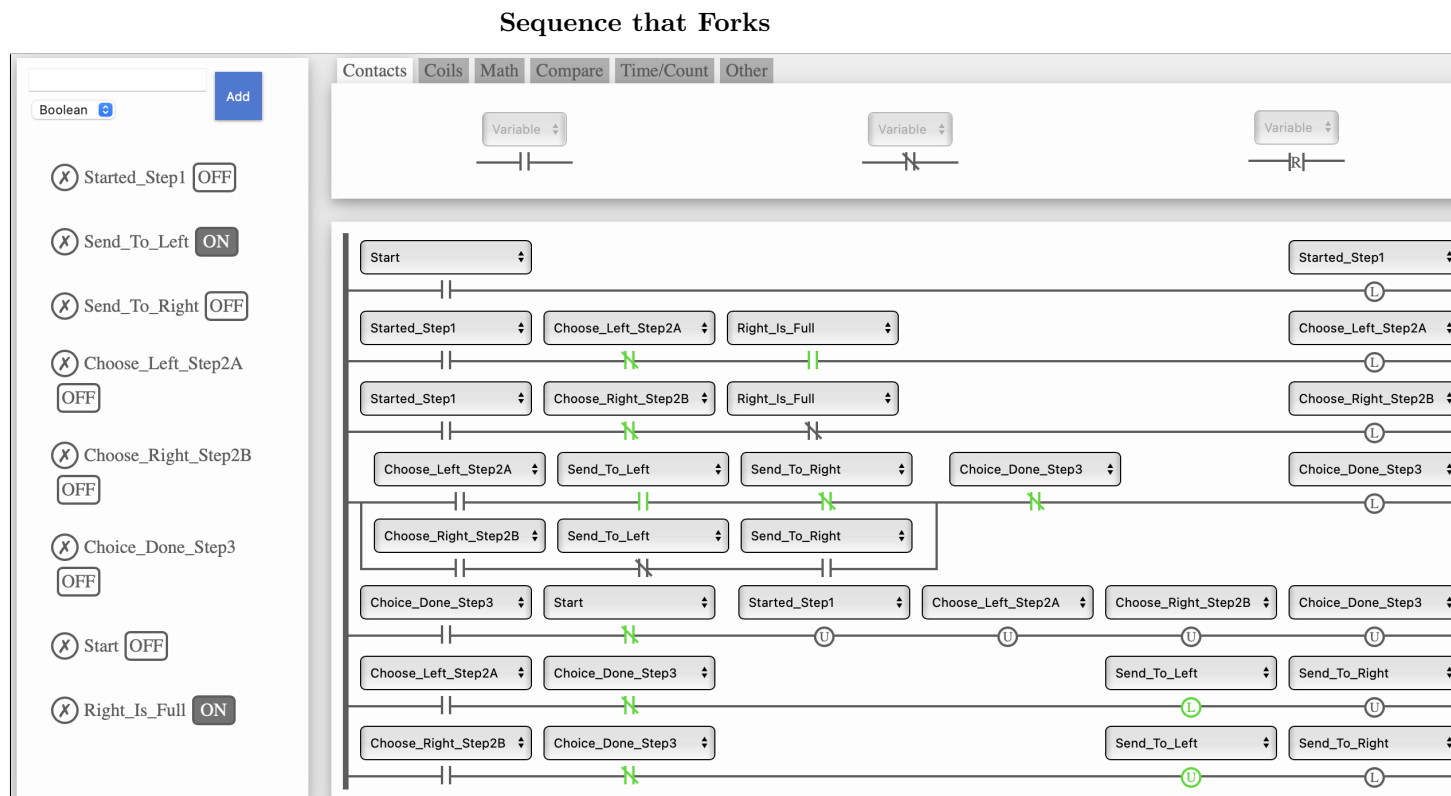 Sequence that Forks
Contacts Coils Math Compare Time/Count Other
Add
Boolean
Variable Variable Variable
R
Started_Step1 OFF
Send_To_Left ON
Send_To_Right OFF
Choose_Left_Step2A
OFF
Choose_Right_Step2B
OFF
Choice_Done_Step3
OFF
Start OFF
Right_Is_Full ON
Start Started_Step1
L
Started_Step1 Choose_Left_Step2A Right_Is_Full Choose_Left_Step2A
L
Started_Step1 Choose_Right_Step2B Right_Is_Full Choose_Right_Step2B
L
Choose_Left_Step2A Send_To_Left Send_To_Right Choice_Done_Step3 Choice_Done_Step3
L
Choose_Right_Step2B Send_To_Left Send_To_Right
Choice_Done_Step3 Start Started_Step1 Choose_Left_Step2A Choose_Right_Step2B Choice_Done_Step3
U U U U
Choose_Left_Step2A Choice_Done_Step3 Send_To_Left Send_To_Right
L U
Choose_Right_Step2B Choice_Done_Step3 Send_To_Left Send_To_Right
U L